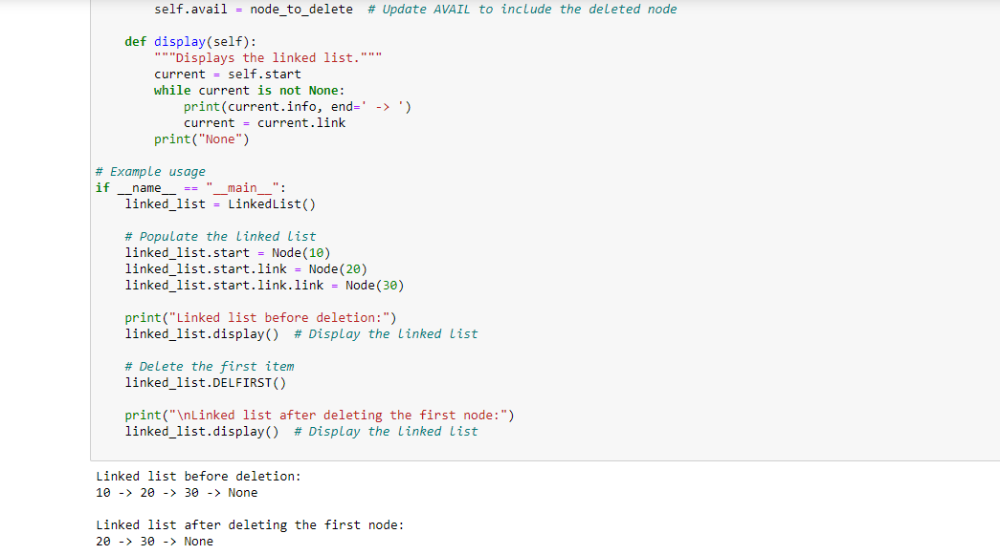 self.avail = node_to_delete  # Update AVAIL to include the deleted node

    def display(self):
        """Displays the linked list."""
        current = self.start
        while current is not None:
            print(current.info, end=' -> ')
            current = current.link
        print("None")

# Example usage
if __name__ == "__main__":
    linked_list = LinkedList()

    # Populate the linked list
    linked_list.start = Node(10)
    linked_list.start.link = Node(20)
    linked_list.start.link.link = Node(30)

    print("Linked list before deletion:")
    linked_list.display()  # Display the linked list

    # Delete the first item
    linked_list.DELFIRST()

    print("\nLinked list after deleting the first node:")
    linked_list.display()  # Display the linked list

Linked list before deletion:
10 -> 20 -> 30 -> None

Linked list after deleting the first node:
20 -> 30 -> None